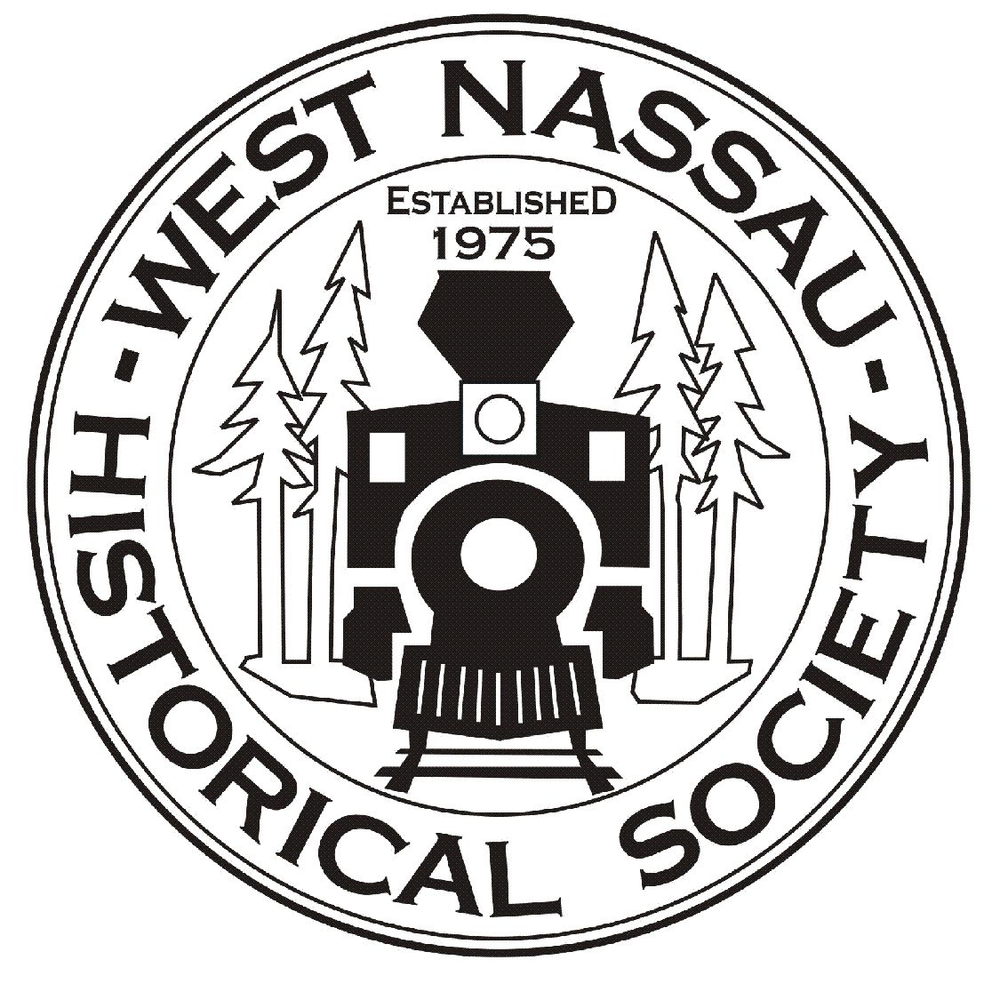 WEST NASSAU
ESTABLISHED
1975
HISTORICAL SOCIETY